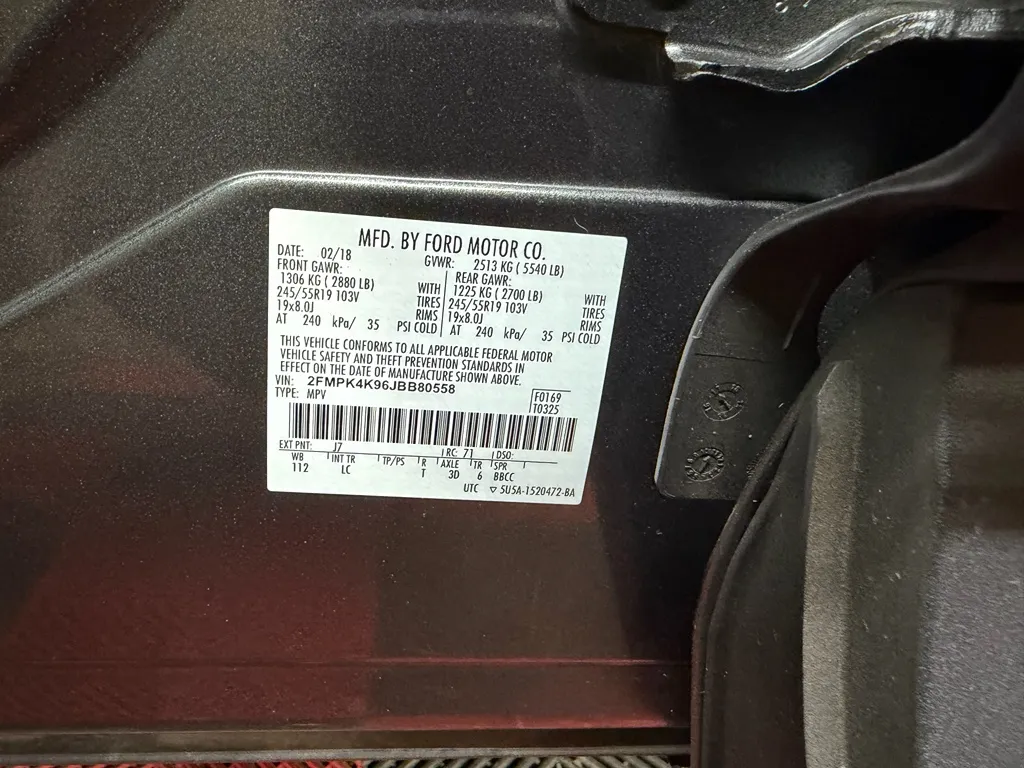 MFD. BY FORD MOTOR CO.
DATE: 02/18 GVWR: 2513 KG ( 5540 LB)
FRONT GAWR: REAR GAWR:
1306 KG ( 2880 LB) WITH 1225 KG ( 2700 LB) WITH
245/55R19 103V TIRES 245/55R19 103V TIRES
19x8.0J RIMS 19x8.0J RIMS
AT 240 kPa/ 35 PSI COLD AT 240 kPa/ 35 PSI COLD
THIS VEHICLE CONFORMS TO ALL APPLICABLE FEDERAL MOTOR
VEHICLE SAFETY AND THEFT PREVENTION STANDARDS IN
EFFECT ON THE DATE OF MANUFACTURE SHOWN ABOVE.
VIN: 2FMPK4K96JBB80558 F0169
TYPE: MPV T0325
EXT PNT: J7 RC: 71 DSO:
WB INT TR TP/PS R AXLE TR SPR
112 LC T 3D 6 BBCC
UTC ▽ 5U5A-1520472-BA